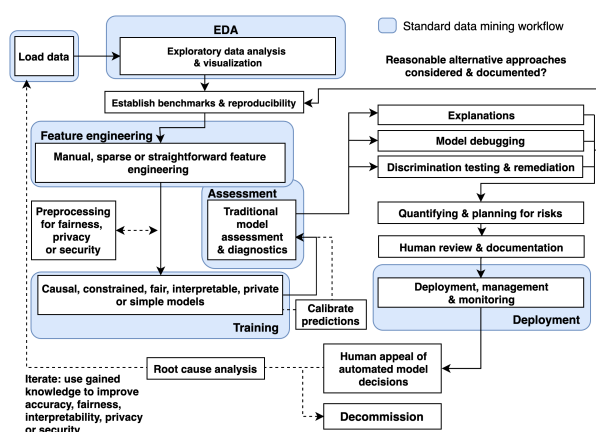 EDA
Standard data mining workflow
Load data
Exploratory data analysis
& visualization
Reasonable alternative approaches
considered & documented?
Establish benchmarks & reproducibility
Explanations
Feature engineering
Model debugging
Manual, sparse or straightforward feature
engineering
Discrimination testing & remediation
Assessment
Preprocessing
for fairness,
privacy
or security
Traditional
model
assessment
& diagnostics
Quantifying & planning for risks
Human review & documentation
Causal, constrained, fair, interpretable, private
or simple models
Training
Calibrate
predictions
Deployment, management
& monitoring
Deployment
Root cause analysis
Human appeal of
automated model
decisions
Iterate: use gained
knowledge to improve
accuracy, fairness,
interpretability, privacy
or security
Decommission